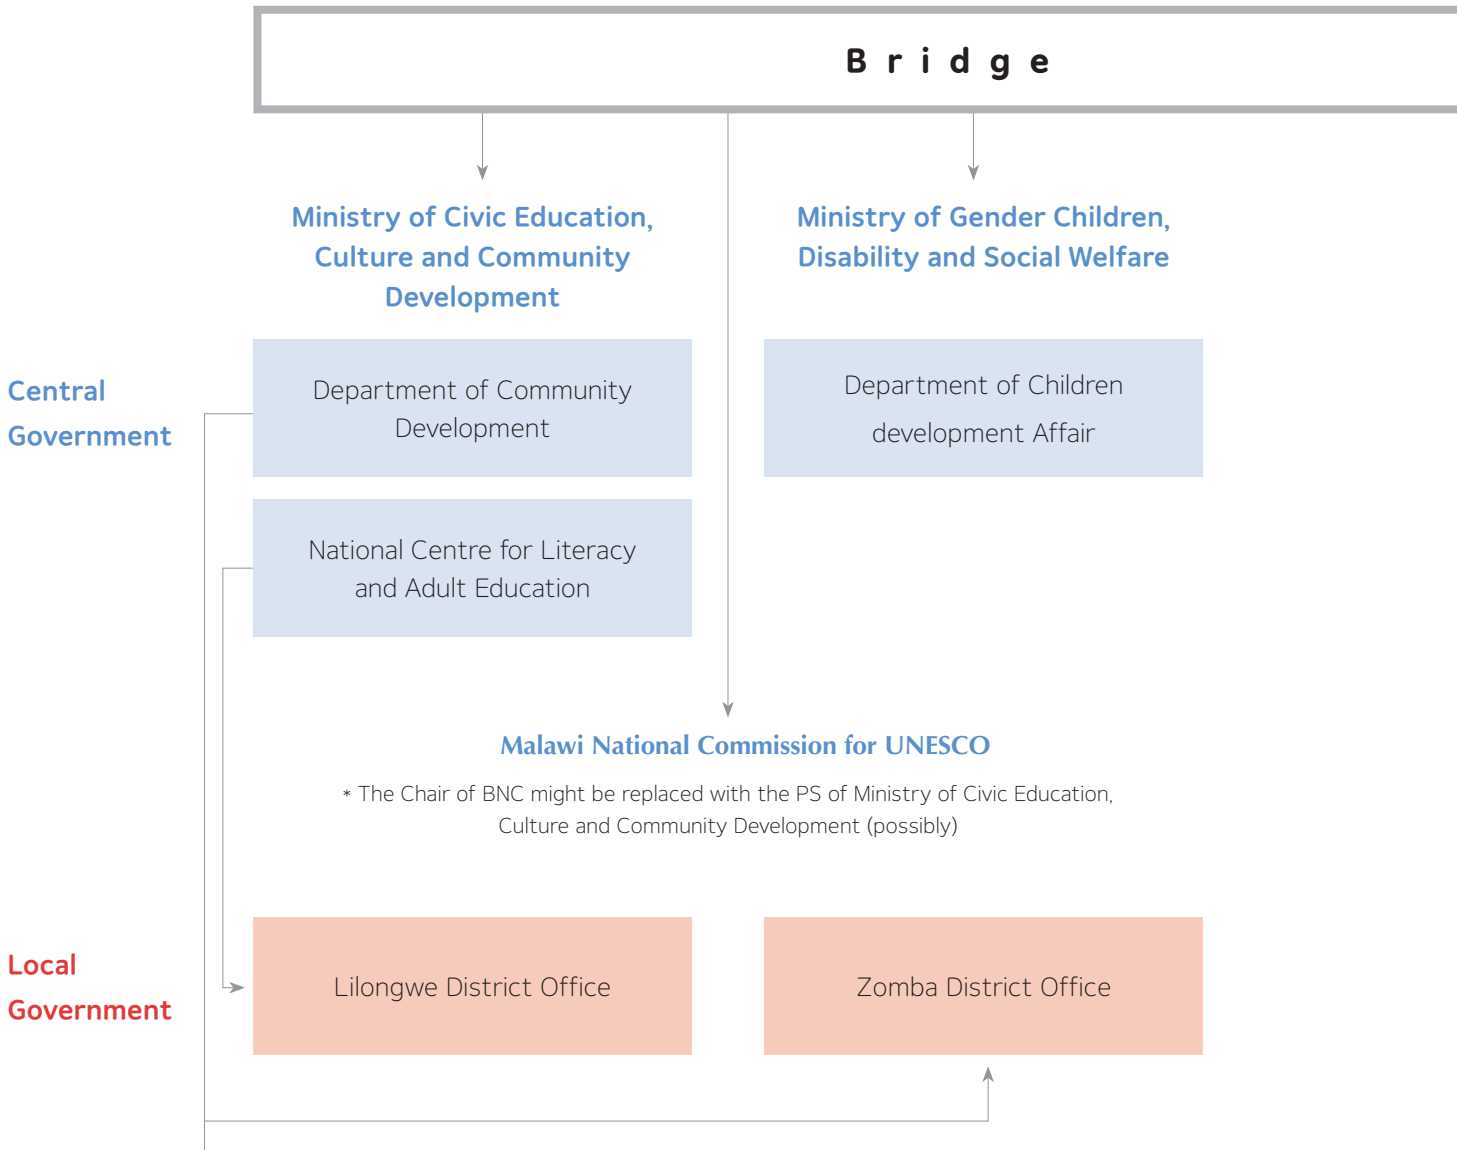 Bridge
Ministry of Civic Education,
Culture and Community
Development
Ministry of Gender Children,
Disability and Social Welfare
Central
Government
Department of Community
Development
Department of Children
development Affair
National Centre for Literacy
and Adult Education
Malawi National Commission for UNESCO
* The Chair of BNC might be replaced with the PS of Ministry of Civic Education,
Culture and Community Development (possibly)
Local
Government
Lilongwe District Office
Zomba District Office